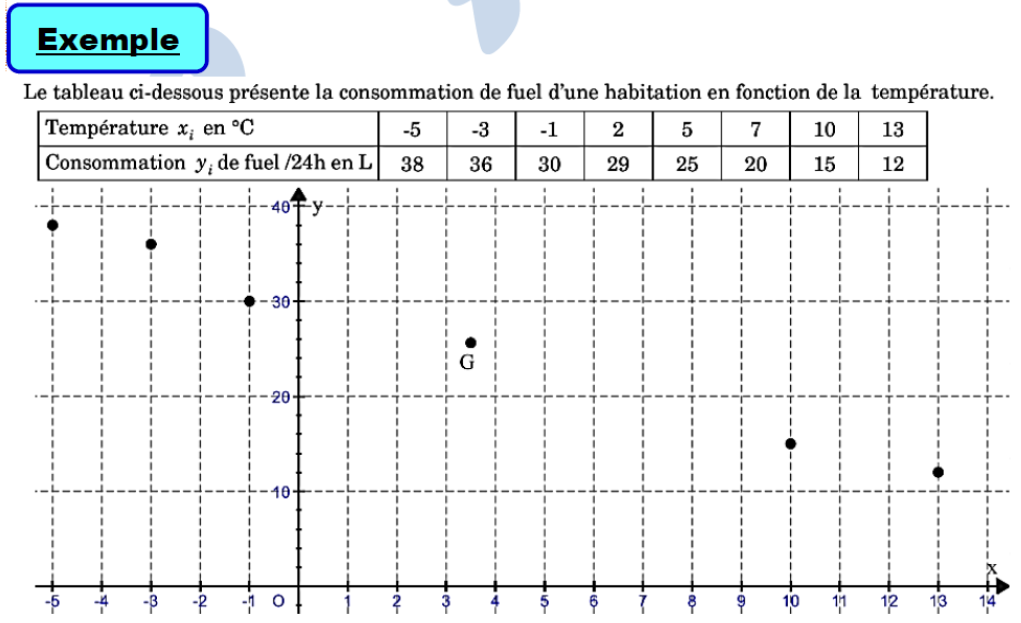 Exemple
Le tableau ci-dessous présente la consommation de fuel d'une habitation en fonction de la température.
Température xᵢ en °C -5 -3 -1 2 5 7 10 13
Consommation yᵢ de fuel /24h en L 38 36 30 29 25 20 15 12
40 y
30
G
20
10
x
-5 -4 -3 -2 -1 O 1 2 3 4 5 6 7 8 9 10 11 12 13 14